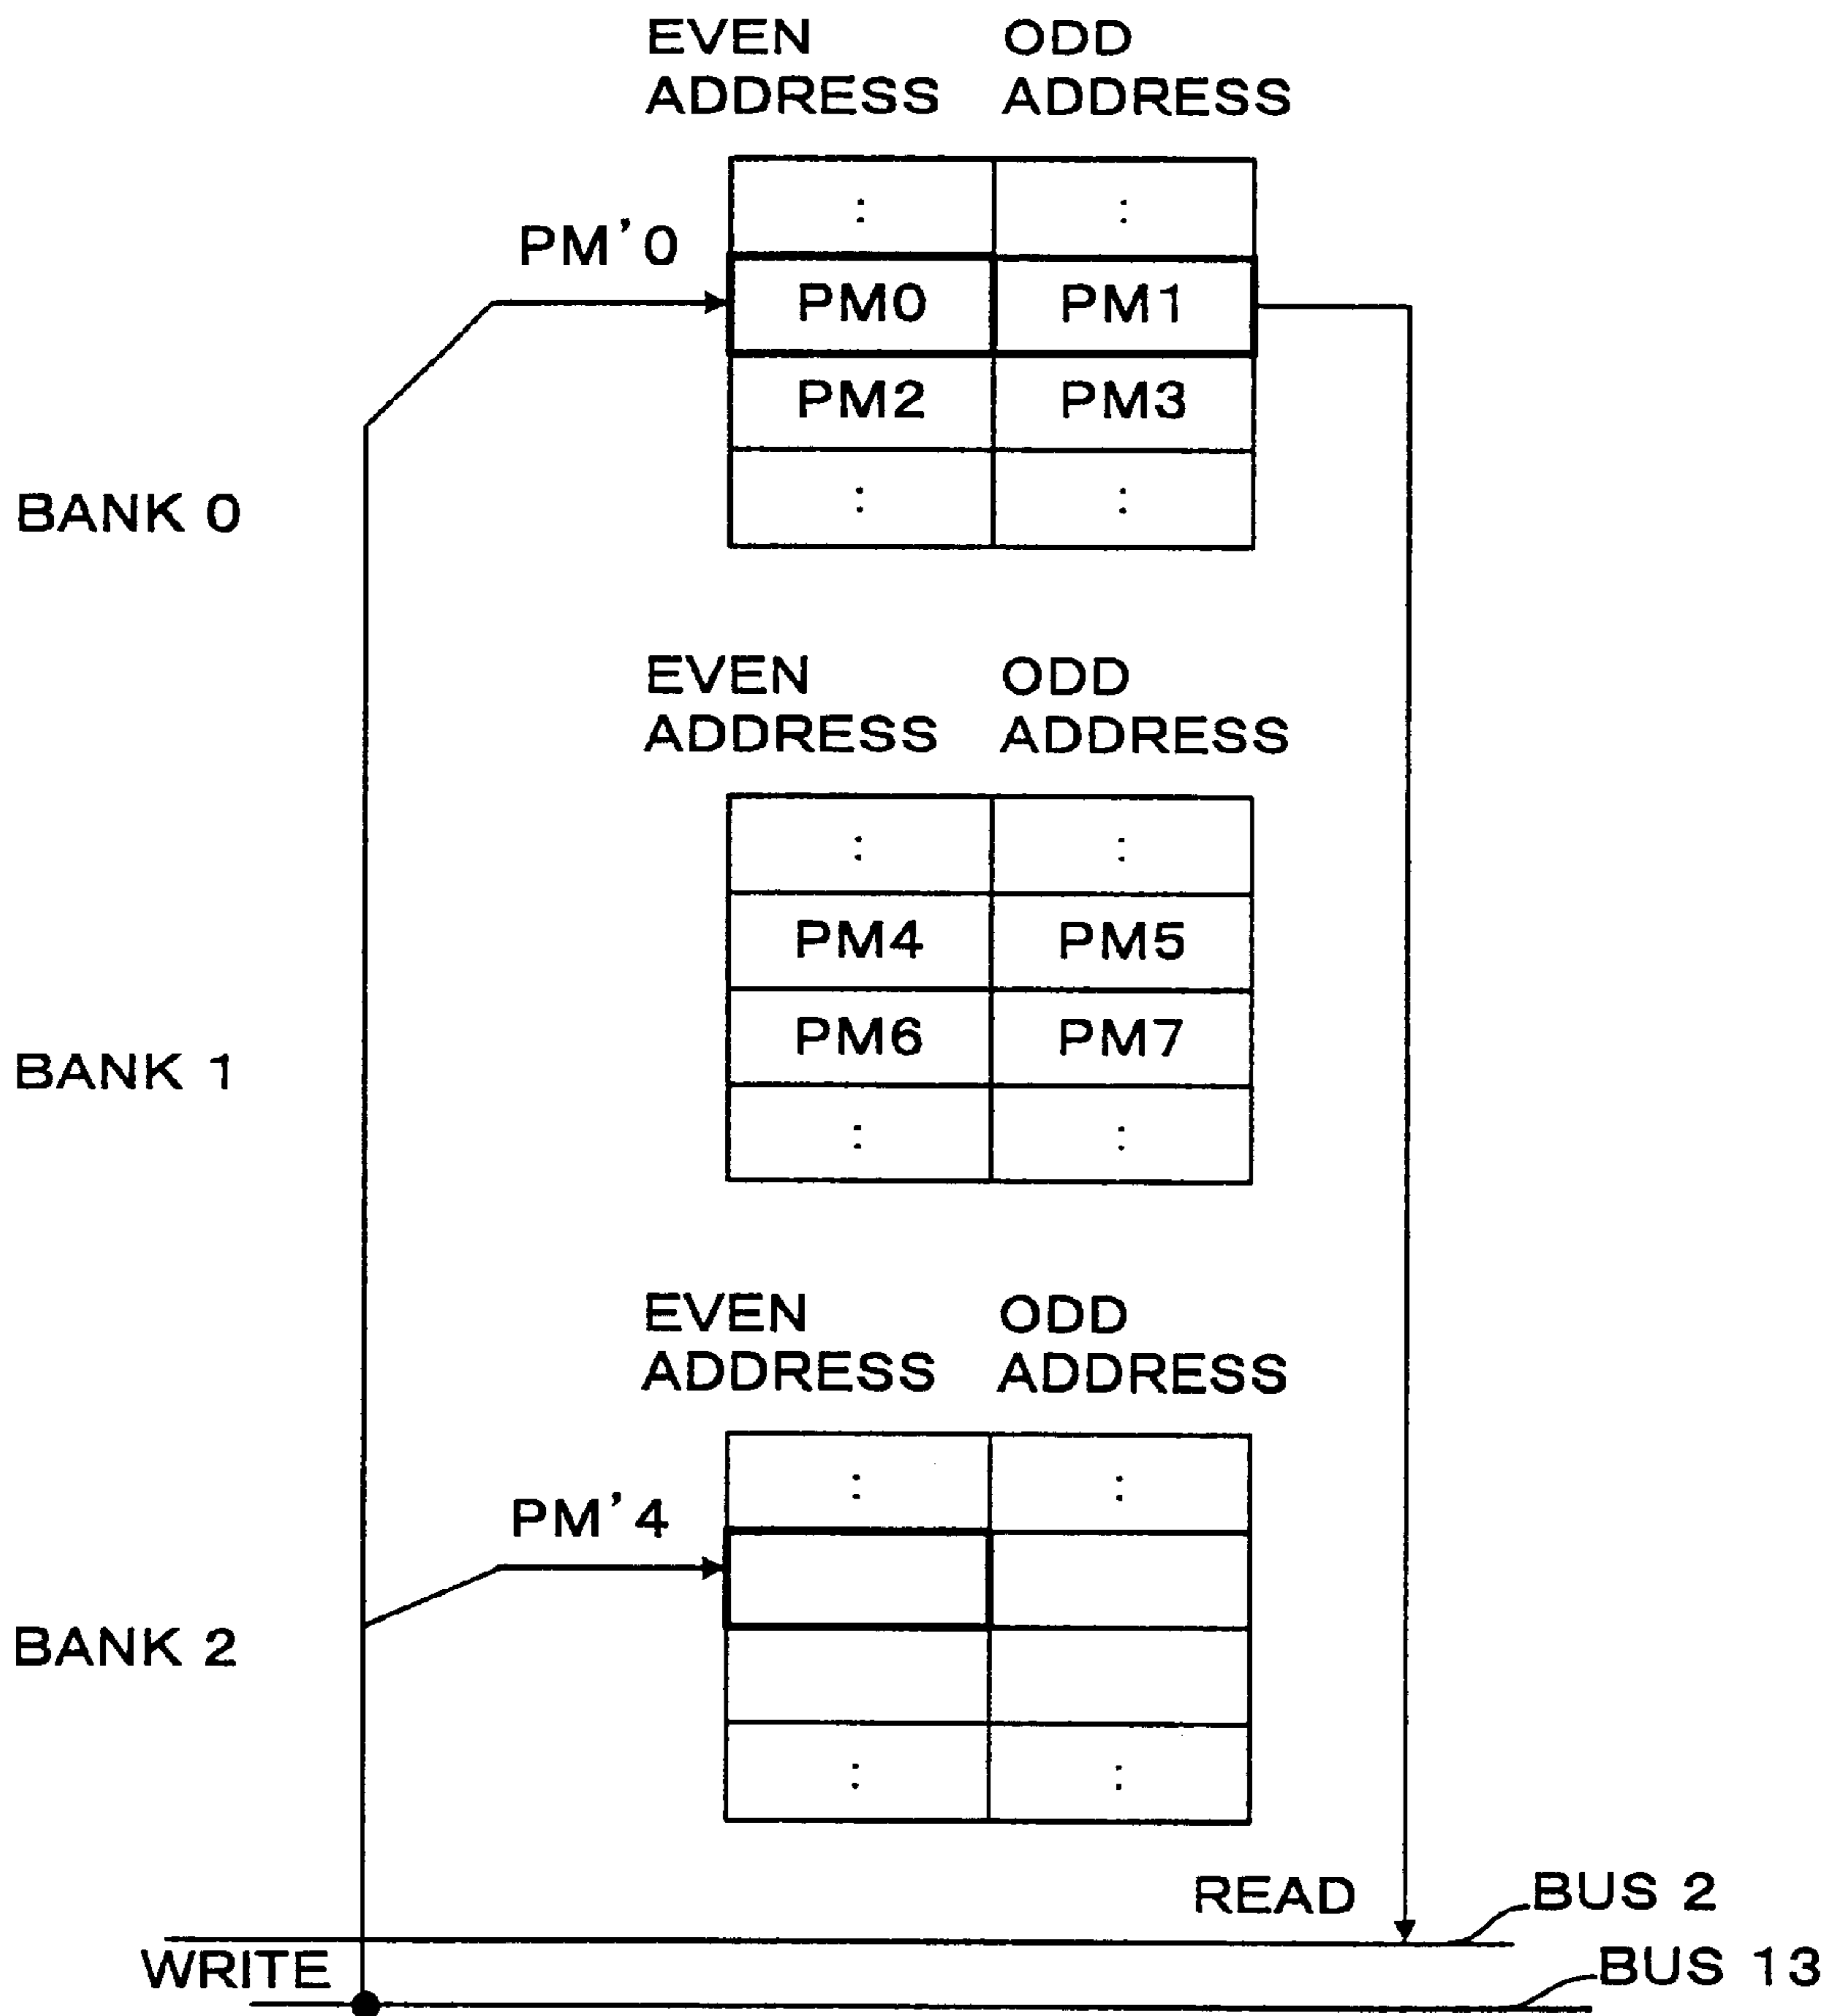 EVEN ADDRESS
ODD ADDRESS
:
:
PM'0
PM0
PM1
PM2
PM3
:
:
BANK 0
EVEN ADDRESS
ODD ADDRESS
:
:
PM4
PM5
PM6
PM7
BANK 1
:
:
EVEN ADDRESS
ODD ADDRESS
:
:
PM'4
BANK 2
:
:
READ
BUS 2
WRITE
BUS 13